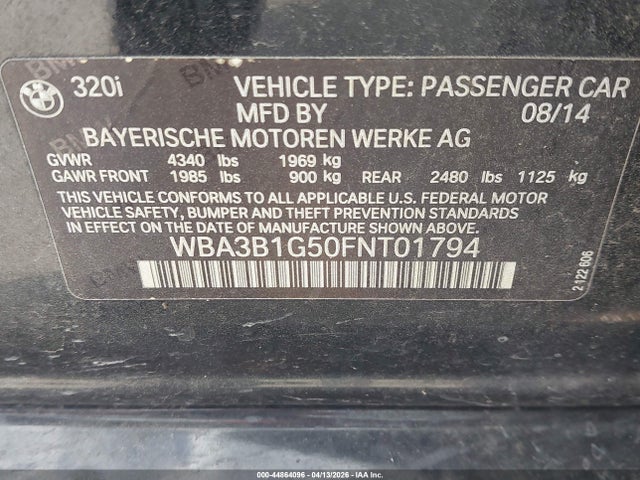 BMW 320i VEHICLE TYPE: PASSENGER CAR
MFD BY 08/14
BAYERISCHE MOTOREN WERKE AG
GVWR 4340 lbs 1969 kg
GAWR FRONT 1985 lbs 900 kg REAR 2480 lbs 1125 kg
THIS VEHICLE CONFORMS TO ALL APPLICABLE U.S. FEDERAL MOTOR
VEHICLE SAFETY, BUMPER AND THEFT PREVENTION STANDARDS
IN EFFECT ON THE DATE OF MANUFACTURE SHOWN ABOVE.
WBA3B1G50FNT01794
2 122 606
000-44864096 - 04/13/2026 - IAA Inc.